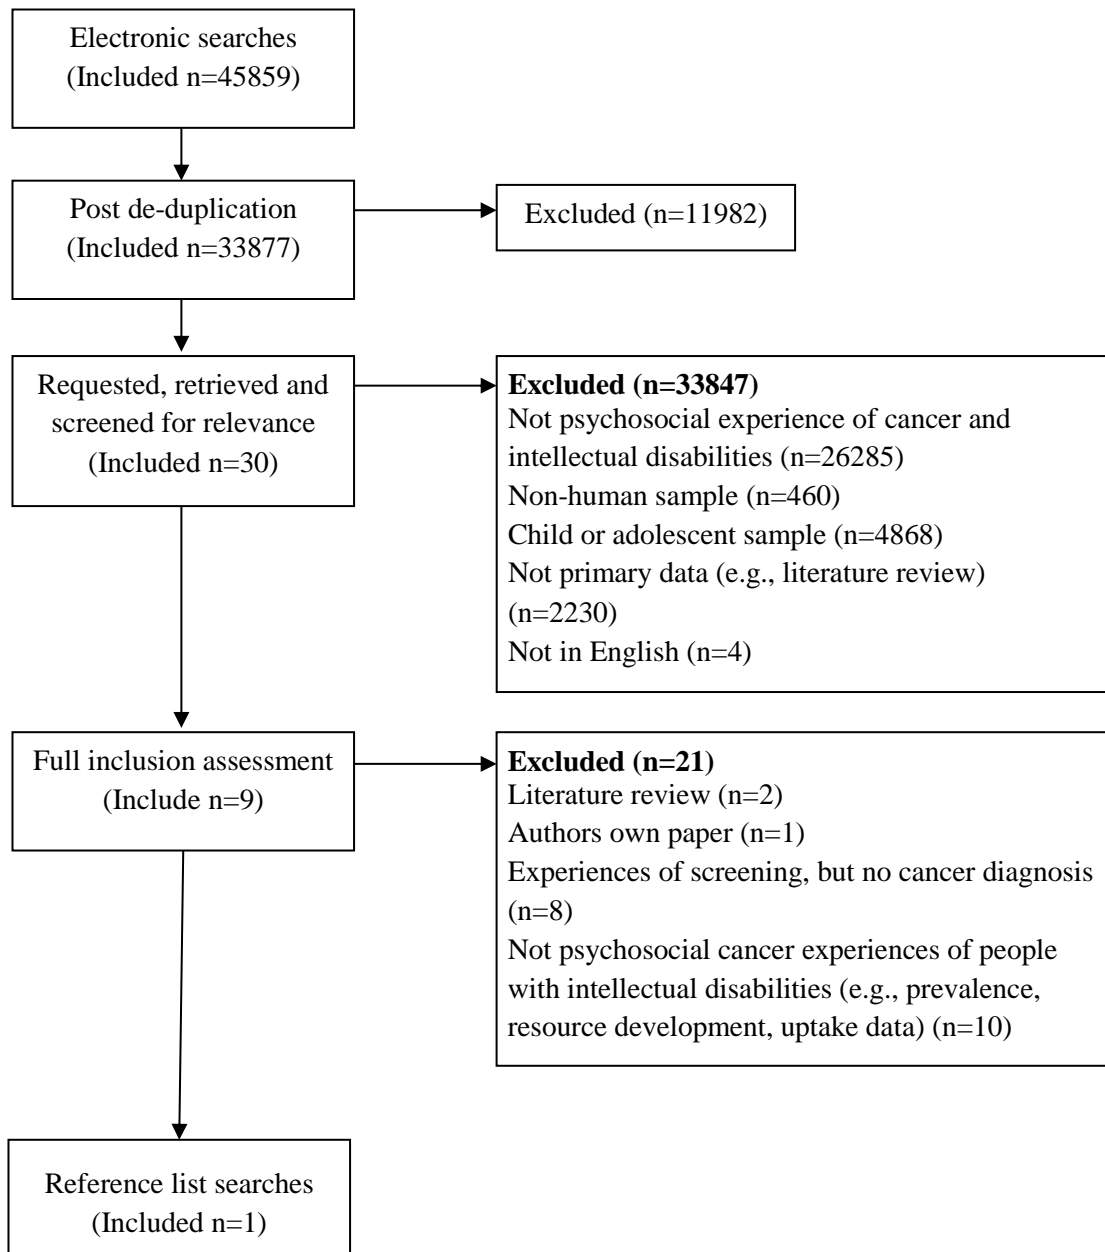 Electronic searches
(Included n=45859)
Post de-duplication
(Included n=33877)
Excluded (n=11982)
Requested, retrieved and
screened for relevance
(Included n=30)
Excluded (n=33847)
Not psychosocial experience of cancer and
intellectual disabilities (n=26285)
Non-human sample (n=460)
Child or adolescent sample (n=4868)
Not primary data (e.g., literature review)
(n=2230)
Not in English (n=4)
Full inclusion assessment
(Include n=9)
Excluded (n=21)
Literature review (n=2)
Authors own paper (n=1)
Experiences of screening, but no cancer diagnosis
(n=8)
Not psychosocial cancer experiences of people
with intellectual disabilities (e.g., prevalence,
resource development, uptake data) (n=10)
Reference list searches
(Included n=1)